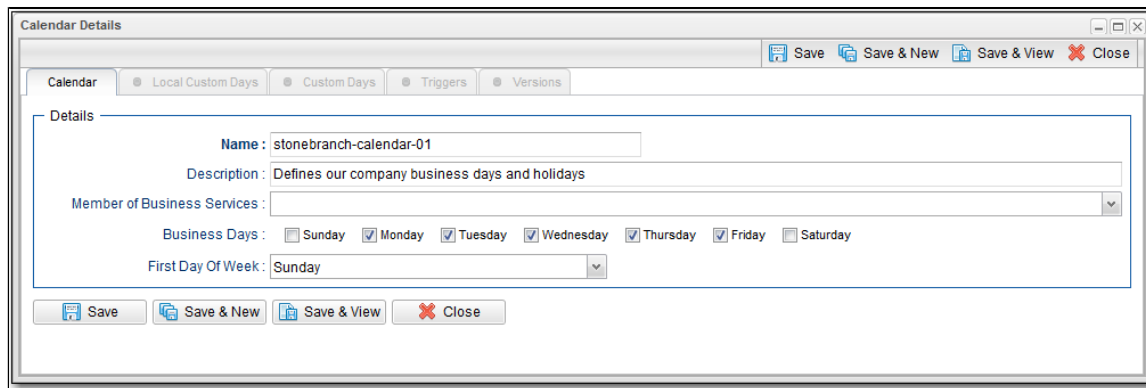 Calendar Details
Save Save & New Save & View Close
Calendar Local Custom Days Custom Days Triggers Versions
Details
Name : stonebranch-calendar-01
Description : Defines our company business days and holidays
Member of Business Services :
Business Days : Sunday Monday Tuesday Wednesday Thursday Friday Saturday
First Day Of Week : Sunday
Save Save & New Save & View Close